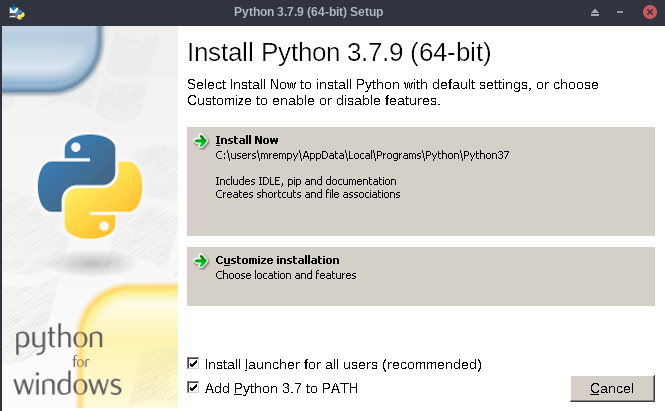 Python 3.7.9 (64-bit) Setup
Install Python 3.7.9 (64-bit)
Select Install Now to install Python with default settings, or choose
Customize to enable or disable features.
Install Now
C:\users\mrempy\AppData\Local\Programs\Python\Python37
Includes IDLE, pip and documentation
Creates shortcuts and file associations
Customize installation
Choose location and features
python
for
windows
Install launcher for all users (recommended)
Add Python 3.7 to PATH
Cancel